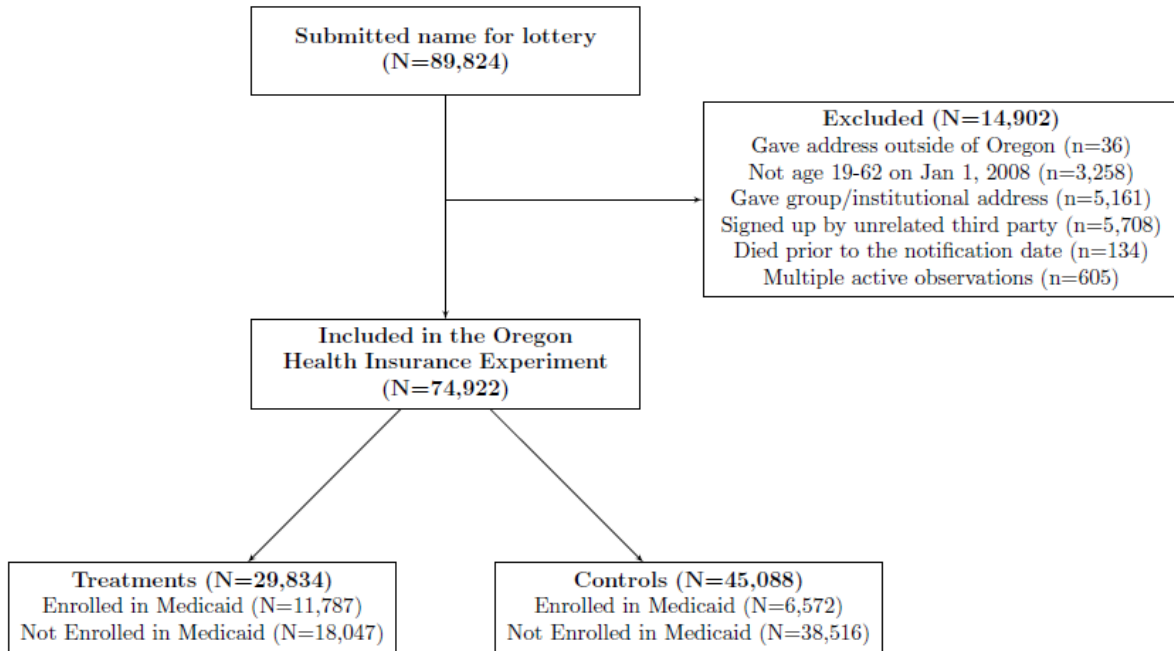 Submitted name for lottery
(N=89,824)
Excluded (N=14,902)
Gave address outside of Oregon (n=36)
Not age 19-62 on Jan 1, 2008 (n=3,258)
Gave group/institutional address (n=5,161)
Signed up by unrelated third party (n=5,708)
Died prior to the notification date (n=134)
Multiple active observations (n=605)
Included in the Oregon
Health Insurance Experiment
(N=74,922)
Treatments (N=29,834)
Enrolled in Medicaid (N=11,787)
Not Enrolled in Medicaid (N=18,047)
Controls (N=45,088)
Enrolled in Medicaid (N=6,572)
Not Enrolled in Medicaid (N=38,516)